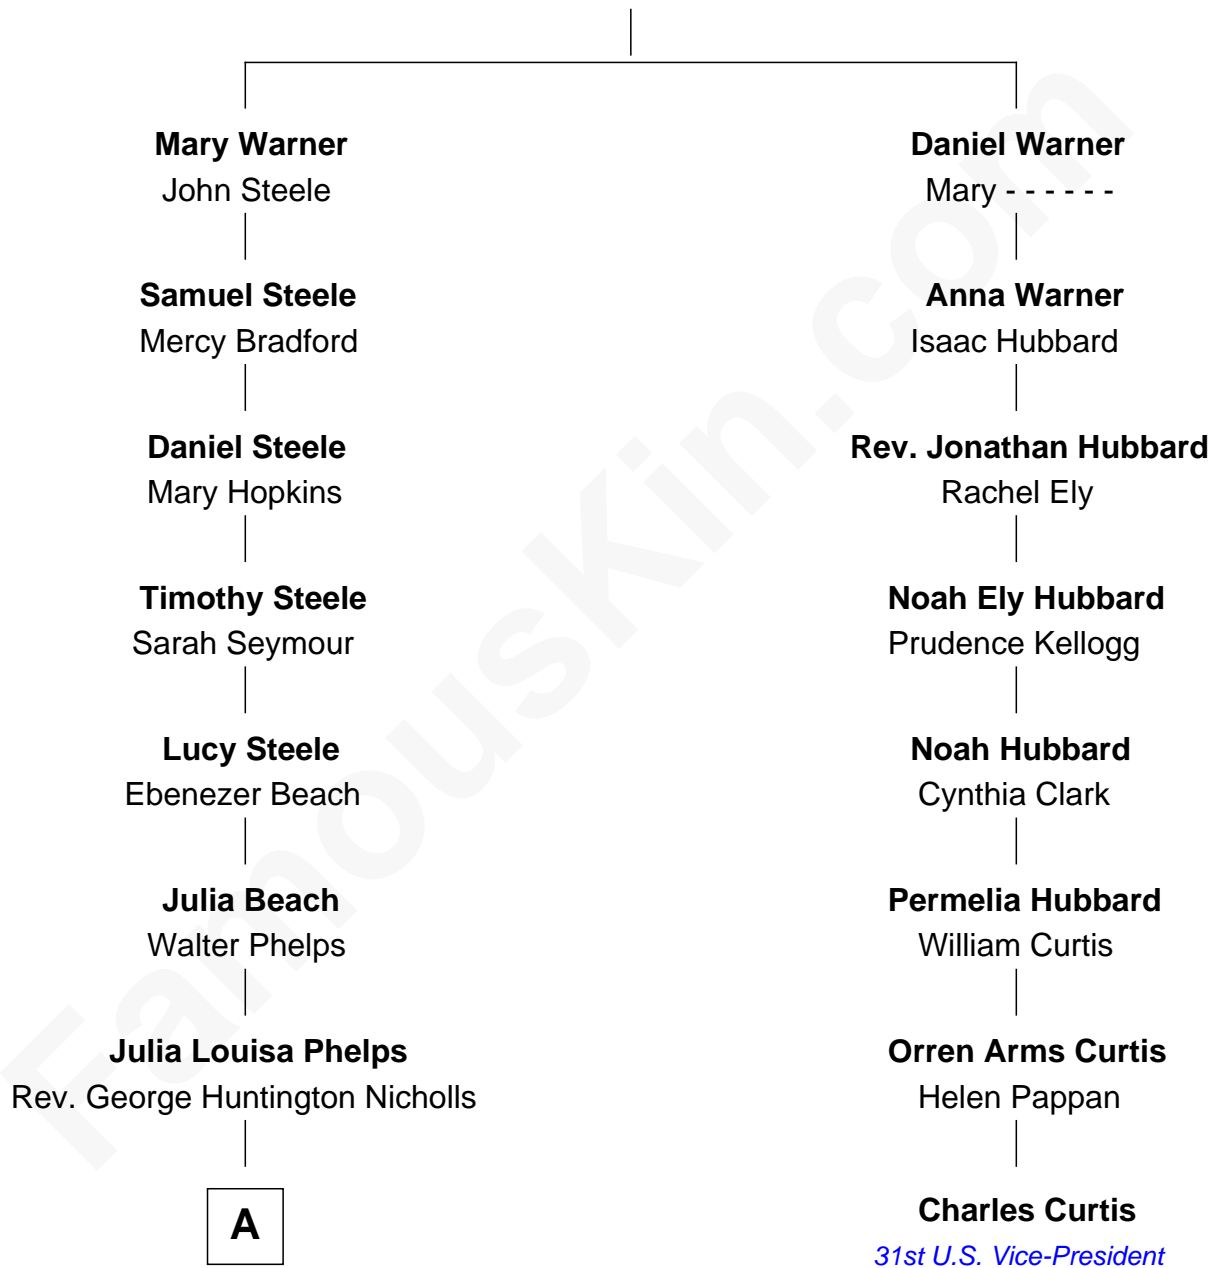 Mary Warner
John Steele
Daniel Warner
Mary - - - - - -
Samuel Steele
Mercy Bradford
Anna Warner
Isaac Hubbard
Daniel Steele
Mary Hopkins
Rev. Jonathan Hubbard
Rachel Ely
Timothy Steele
Sarah Seymour
Noah Ely Hubbard
Prudence Kellogg
Lucy Steele
Ebenezer Beach
Noah Hubbard
Cynthia Clark
Julia Beach
Walter Phelps
Permelia Hubbard
William Curtis
Julia Louisa Phelps
Rev. George Huntington Nicholls
Orren Arms Curtis
Helen Pappan
A
Charles Curtis
31st U.S. Vice-President
FamousKin.com